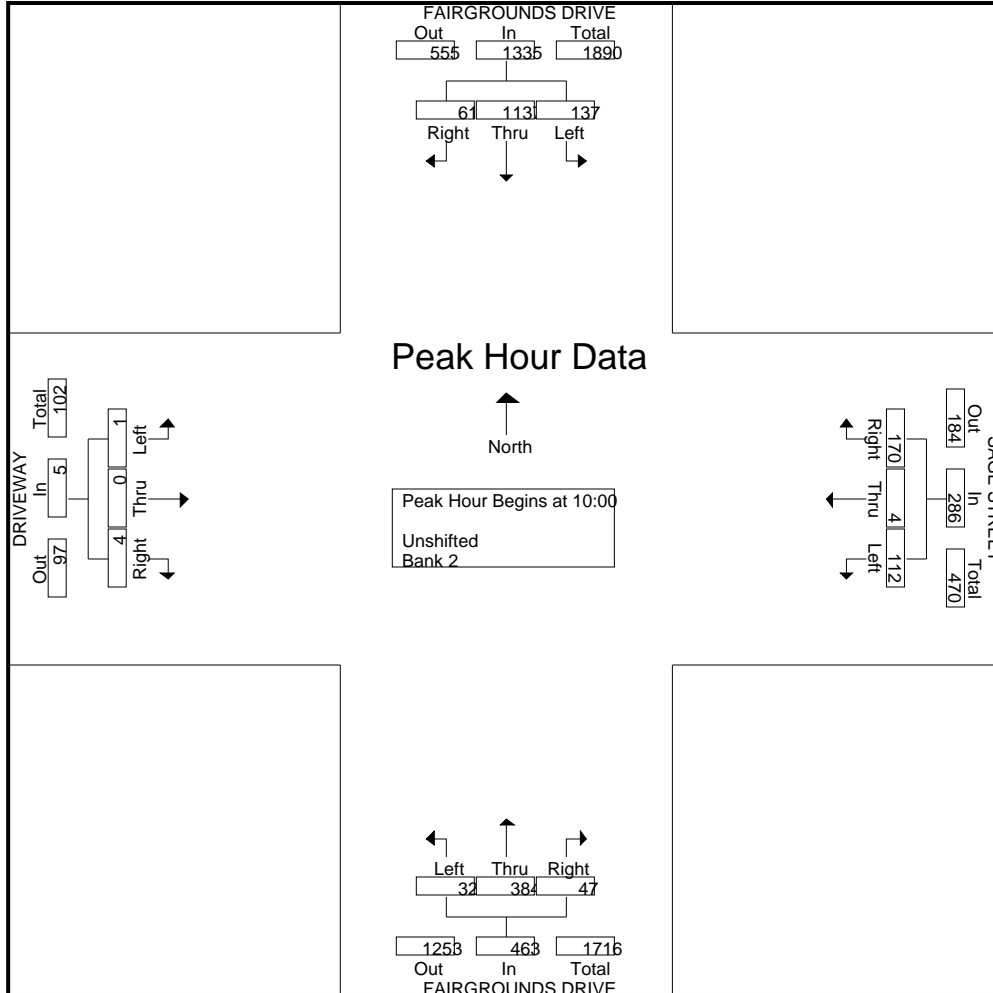 FAIRGROUNDS DRIVE
Out In Total
555 1335 1890
61 1137 137
Right Thru Left
Peak Hour Data
North
Peak Hour Begins at 10:00
Unshifted
Bank 2
DRIVEWAY
Out In Total
97 5 102
1 0 4
Left Thru Right
Out In Total
184 286 470
170 4 112
Right Thru Left
Left Thru Right
32 384 47
1253 463 1716
Out In Total
FAIRGROUNDS DRIVE